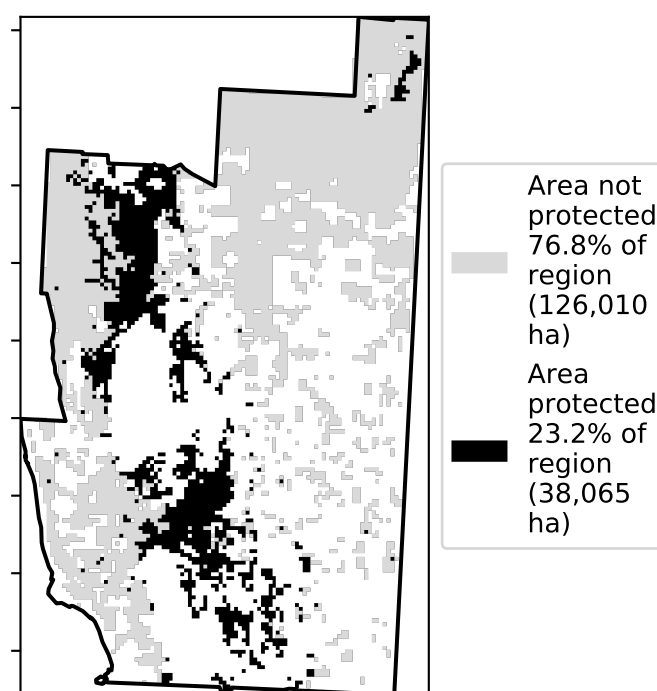 Area not
protected
76.8% of
region
(126,010
ha)
Area
protected
23.2% of
region
(38,065
ha)